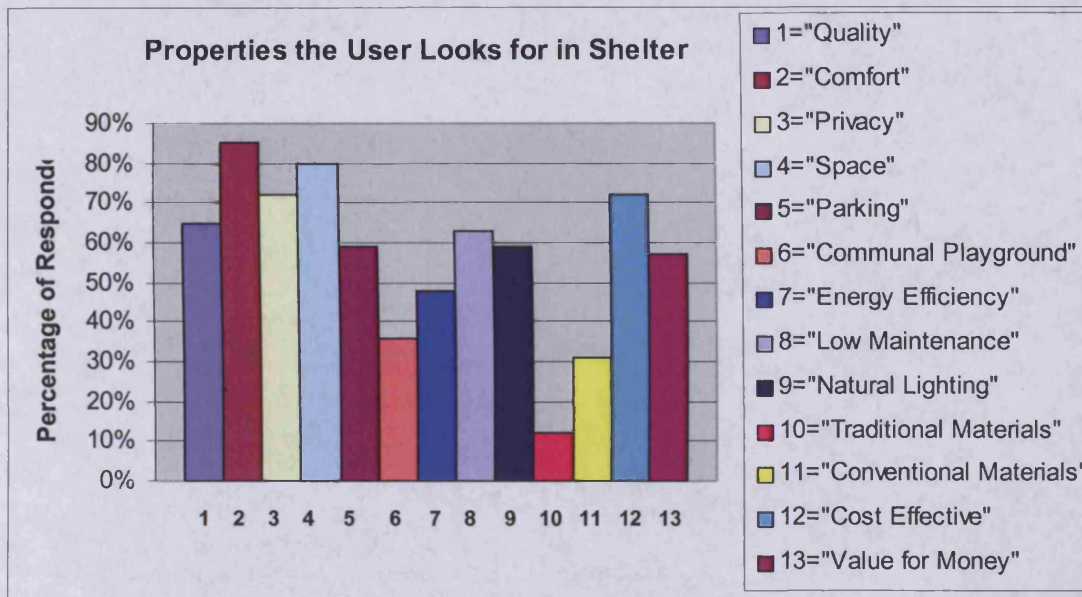 Properties the User Looks for in Shelter
Percentage of
90%
80%
70%
60%
50%
40%
30%
20%
10%
0%
1 2 3 4 5 6 7 8 9 10 11 12 13
1="Quality"
2="Comfort"
3="Privacy"
4="Space"
5="Parking"
6="Communal Playground"
7="Energy Efficiency"
8="Low Maintenance"
9="Natural Lighting"
10="Traditional Materials"
11="Conventional Materials"
12="Cost Effective"
13="Value for Money"